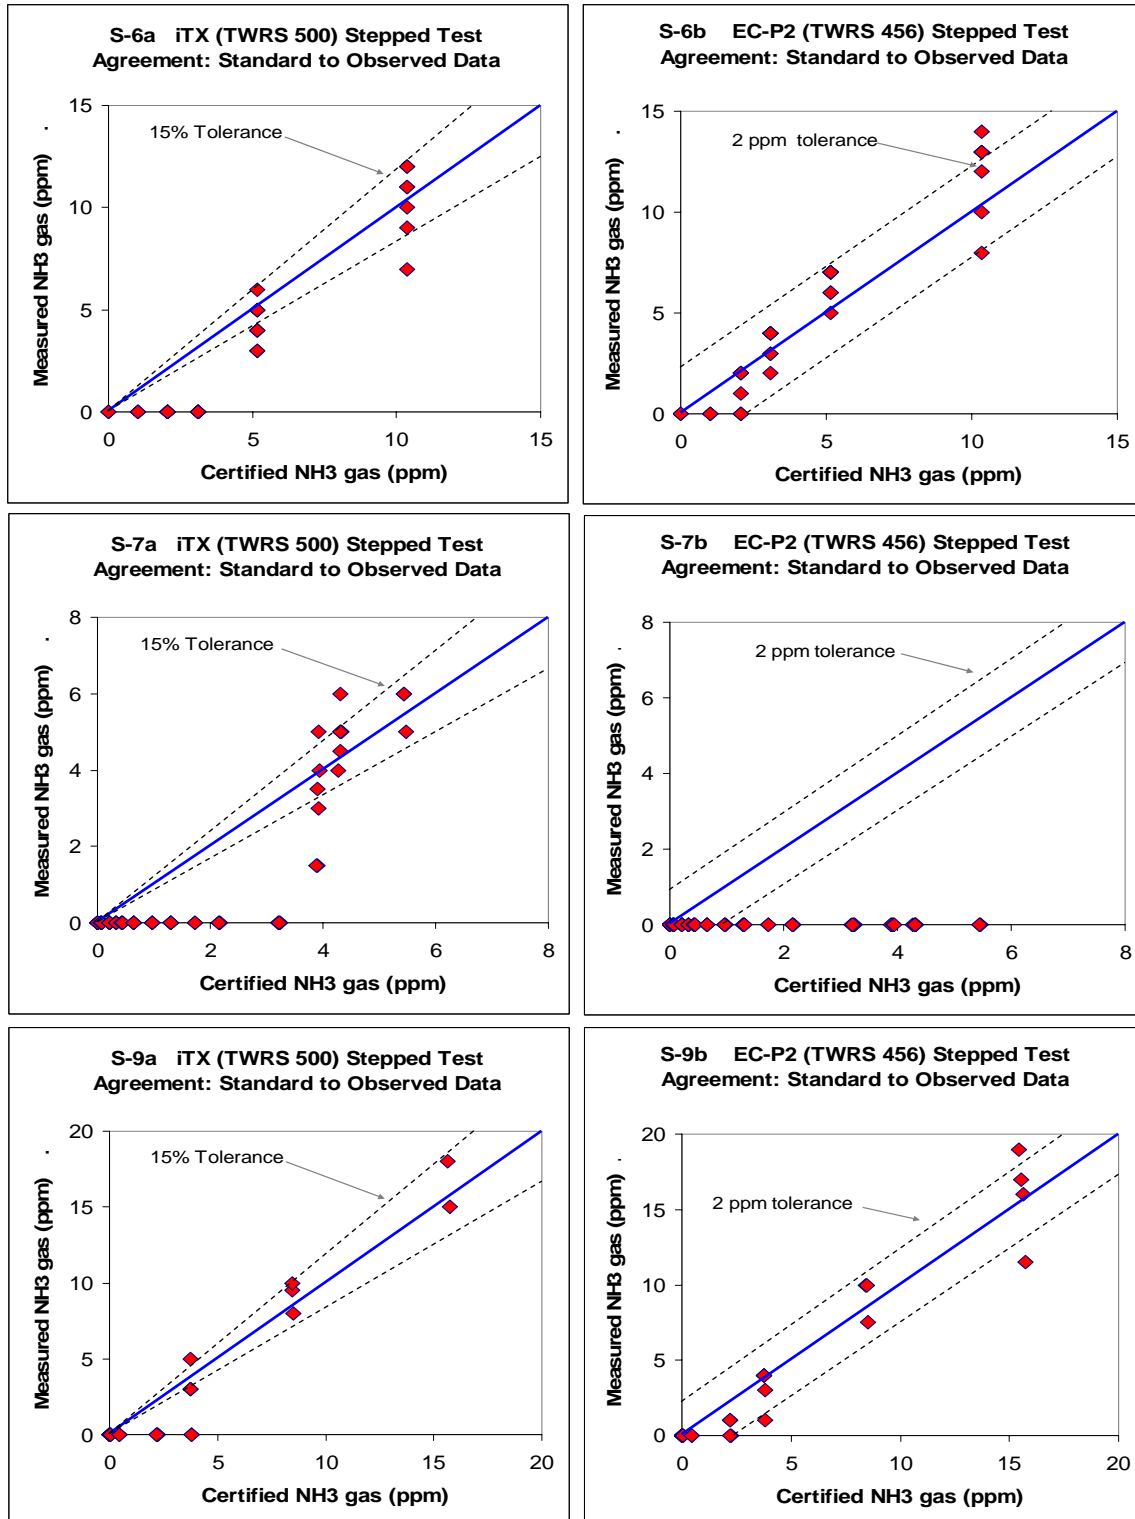 S-6a iTX (TWRS 500) Stepped Test
Agreement: Standard to Observed Data
15% Tolerance
Measured NH3 gas (ppm) .
15
10
5
0
0 5 10 15
Certified NH3 gas (ppm)
S-6b EC-P2 (TWRS 456) Stepped Test
Agreement: Standard to Observed Data
2 ppm tolerance
Measured NH3 gas (ppm) .
15
10
5
0
0 5 10 15
Certified NH3 gas (ppm)
S-7a iTX (TWRS 500) Stepped Test
Agreement: Standard to Observed Data
15% Tolerance
Measured NH3 gas (ppm) .
8
6
4
2
0
0 2 4 6 8
Certified NH3 gas (ppm)
S-7b EC-P2 (TWRS 456) Stepped Test
Agreement: Standard to Observed Data
2 ppm tolerance
Measured NH3 gas (ppm) .
8
6
4
2
0
0 2 4 6 8
Certified NH3 gas (ppm)
S-9a iTX (TWRS 500) Stepped Test
Agreement: Standard to Observed Data
15% Tolerance
Measured NH3 gas (ppm) .
20
15
10
5
0
0 5 10 15 20
Certified NH3 gas (ppm)
S-9b EC-P2 (TWRS 456) Stepped Test
Agreement: Standard to Observed Data
2 ppm tolerance
Measured NH3 gas (ppm) .
20
15
10
5
0
0 5 10 15 20
Certified NH3 gas (ppm)